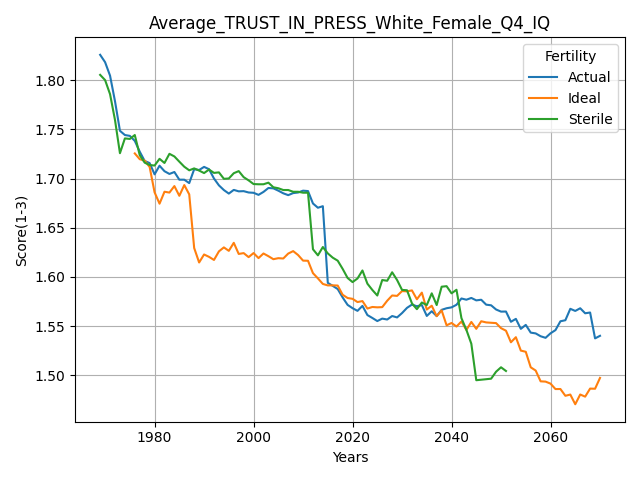 Average_TRUST_IN_PRESS_White_Female_Q4_IQ
Fertility
Actual
Ideal
Sterile
Score(1-3)
1.80
1.75
1.70
1.65
1.60
1.55
1.50
1980
2000
2020
2040
2060
Years